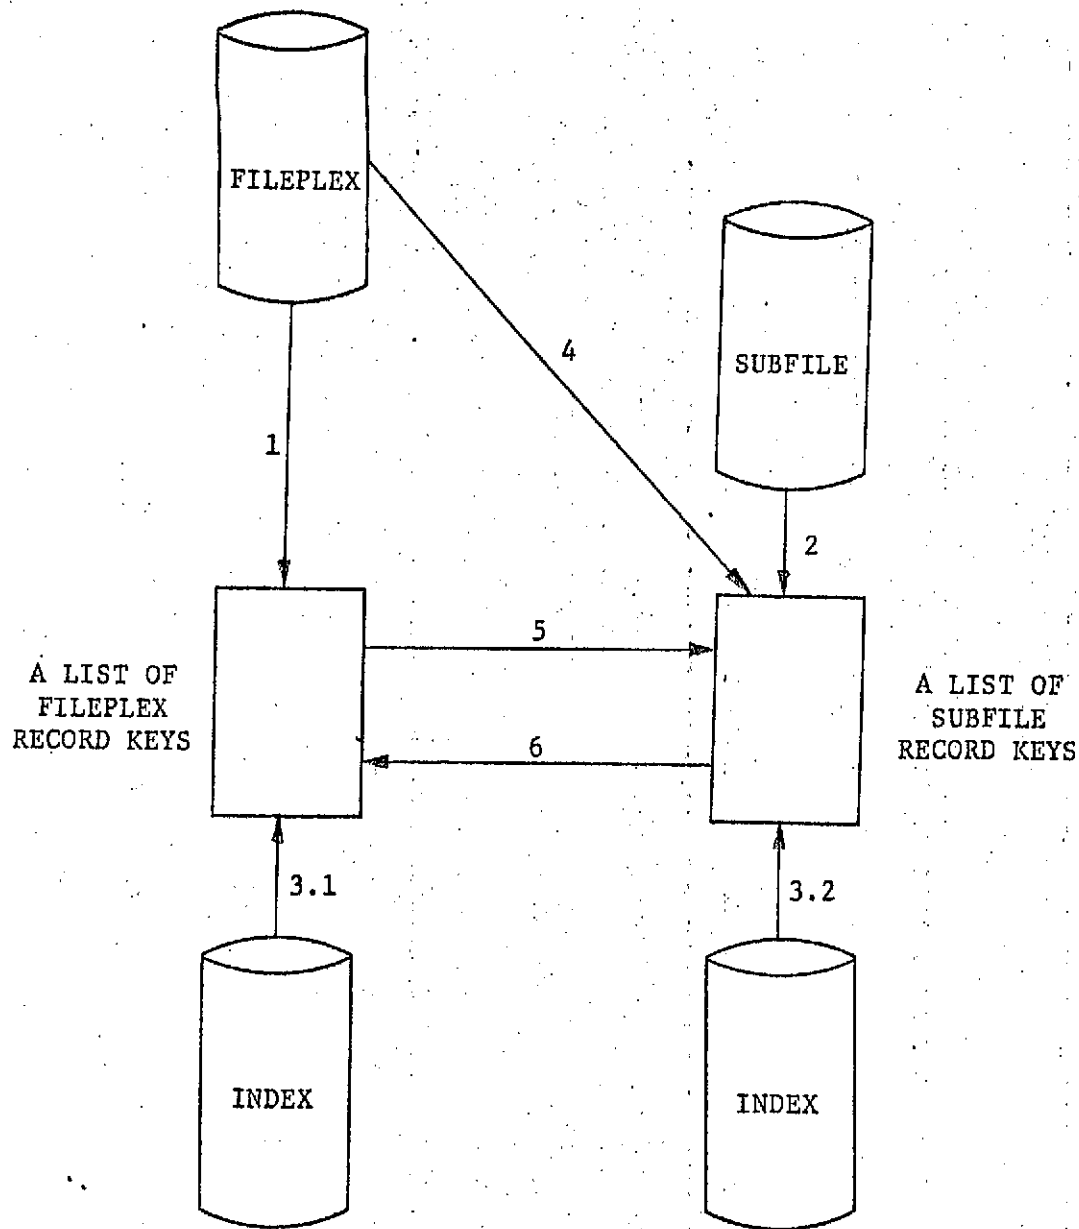 FILEPLEX
SUBFILE
4
1
2
5
A LIST OF
FILEPLEX
RECORD KEYS
A LIST OF
SUBFILE
RECORD KEYS
6
3.1
3.2
INDEX
INDEX